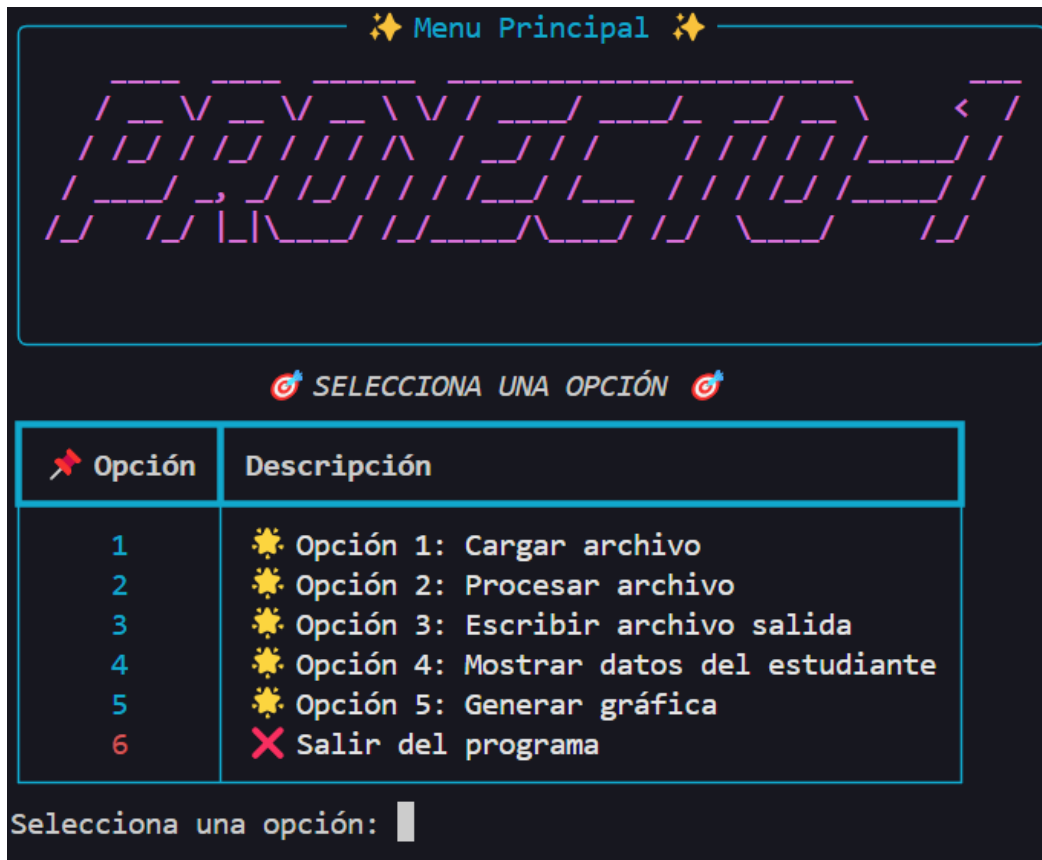 ✨ Menu Principal ✨
PROYECTO-1
🎯 SELECCIONA UNA OPCIÓN 🎯
📌 Opción Descripción
1 🌟 Opción 1: Cargar archivo
2 🌟 Opción 2: Procesar archivo
3 🌟 Opción 3: Escribir archivo salida
4 🌟 Opción 4: Mostrar datos del estudiante
5 🌟 Opción 5: Generar gráfica
6 ❌ Salir del programa
Selecciona una opción: